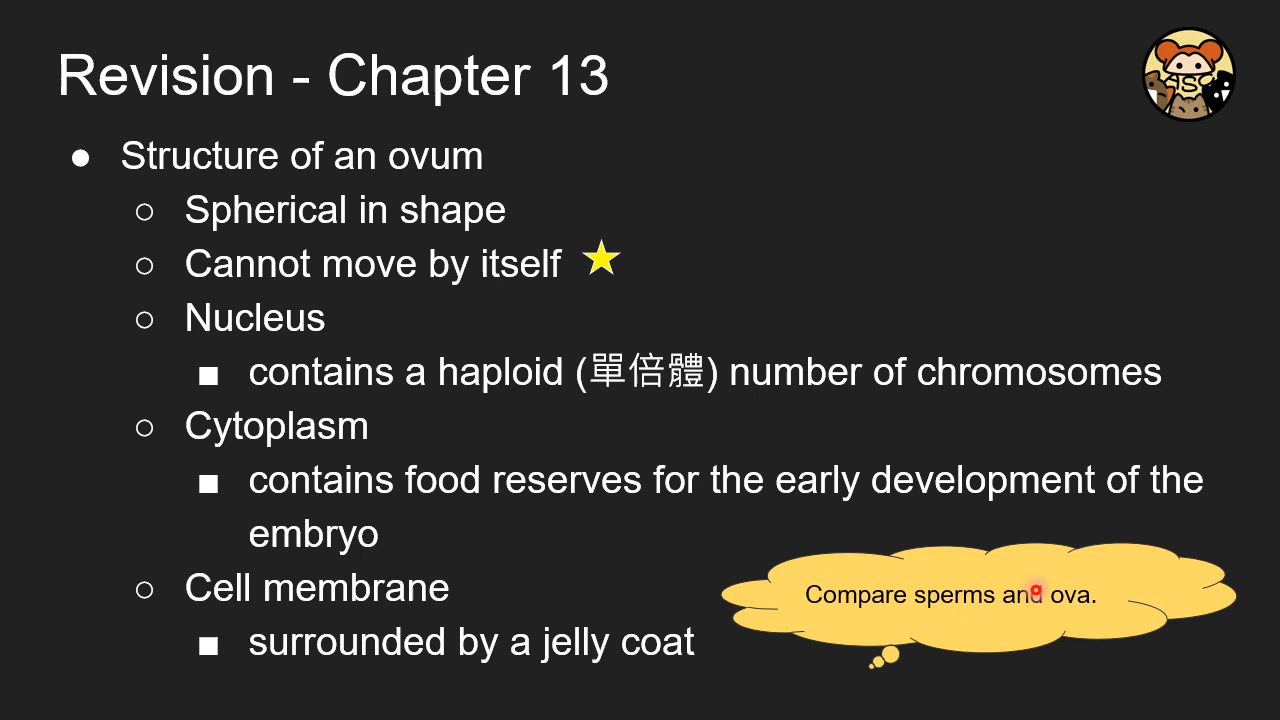 Revision - Chapter 13
● Structure of an ovum
○ Spherical in shape
○ Cannot move by itself
○ Nucleus
■ contains a haploid (單倍體) number of chromosomes
○ Cytoplasm
■ contains food reserves for the early development of the
embryo
○ Cell membrane
■ surrounded by a jelly coat
Compare sperms and ova.
S